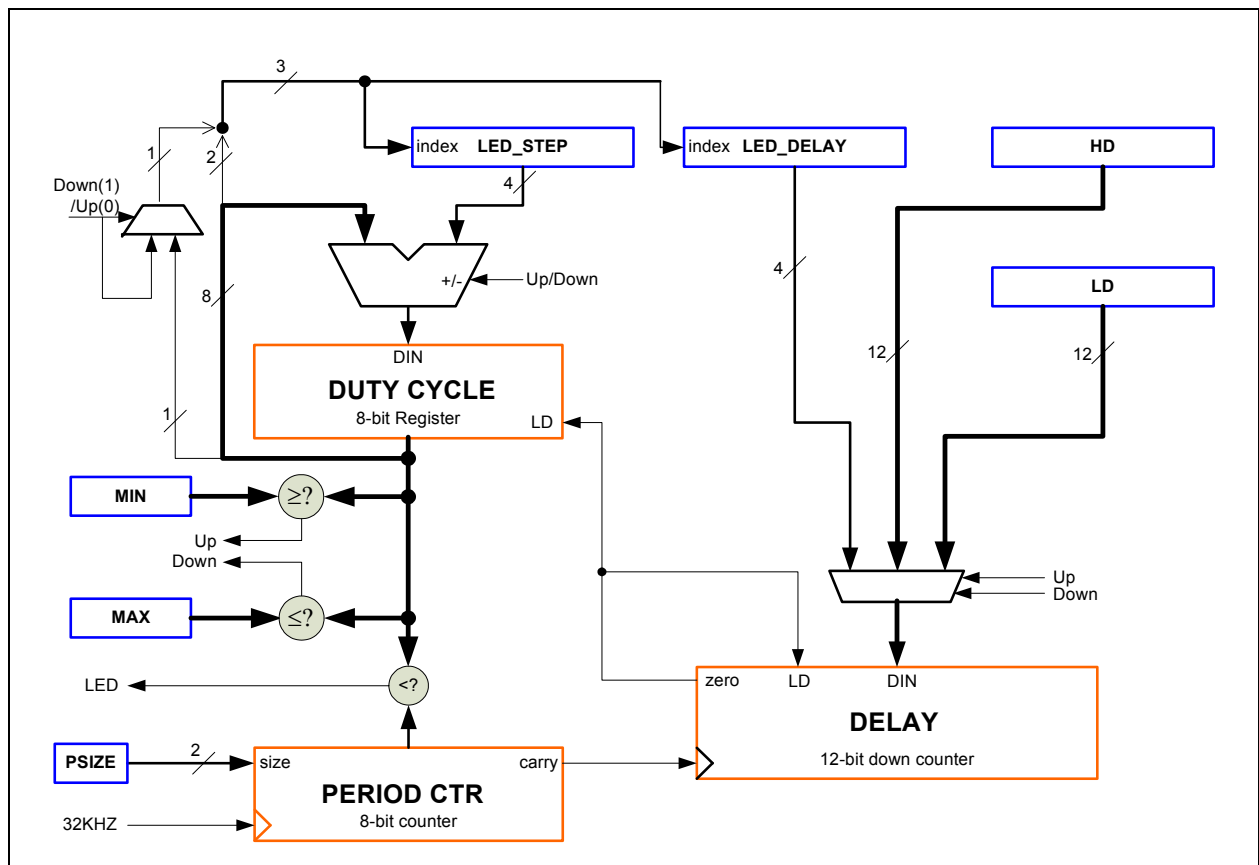 3
index LED_STEP
index LED_DELAY
HD
1
2
4
Down(1)
/Up(0)
+/-
Up/Down
8
4
LD
12
12
DIN
DUTY CYCLE
8-bit Register
LD
1
MIN
≥?
Up
Down
MAX
≤?
Up
Down
LED
<?
zero
LD
DIN
DELAY
12-bit down counter
PSIZE
2
size
carry
PERIOD CTR
8-bit counter
32KHZ